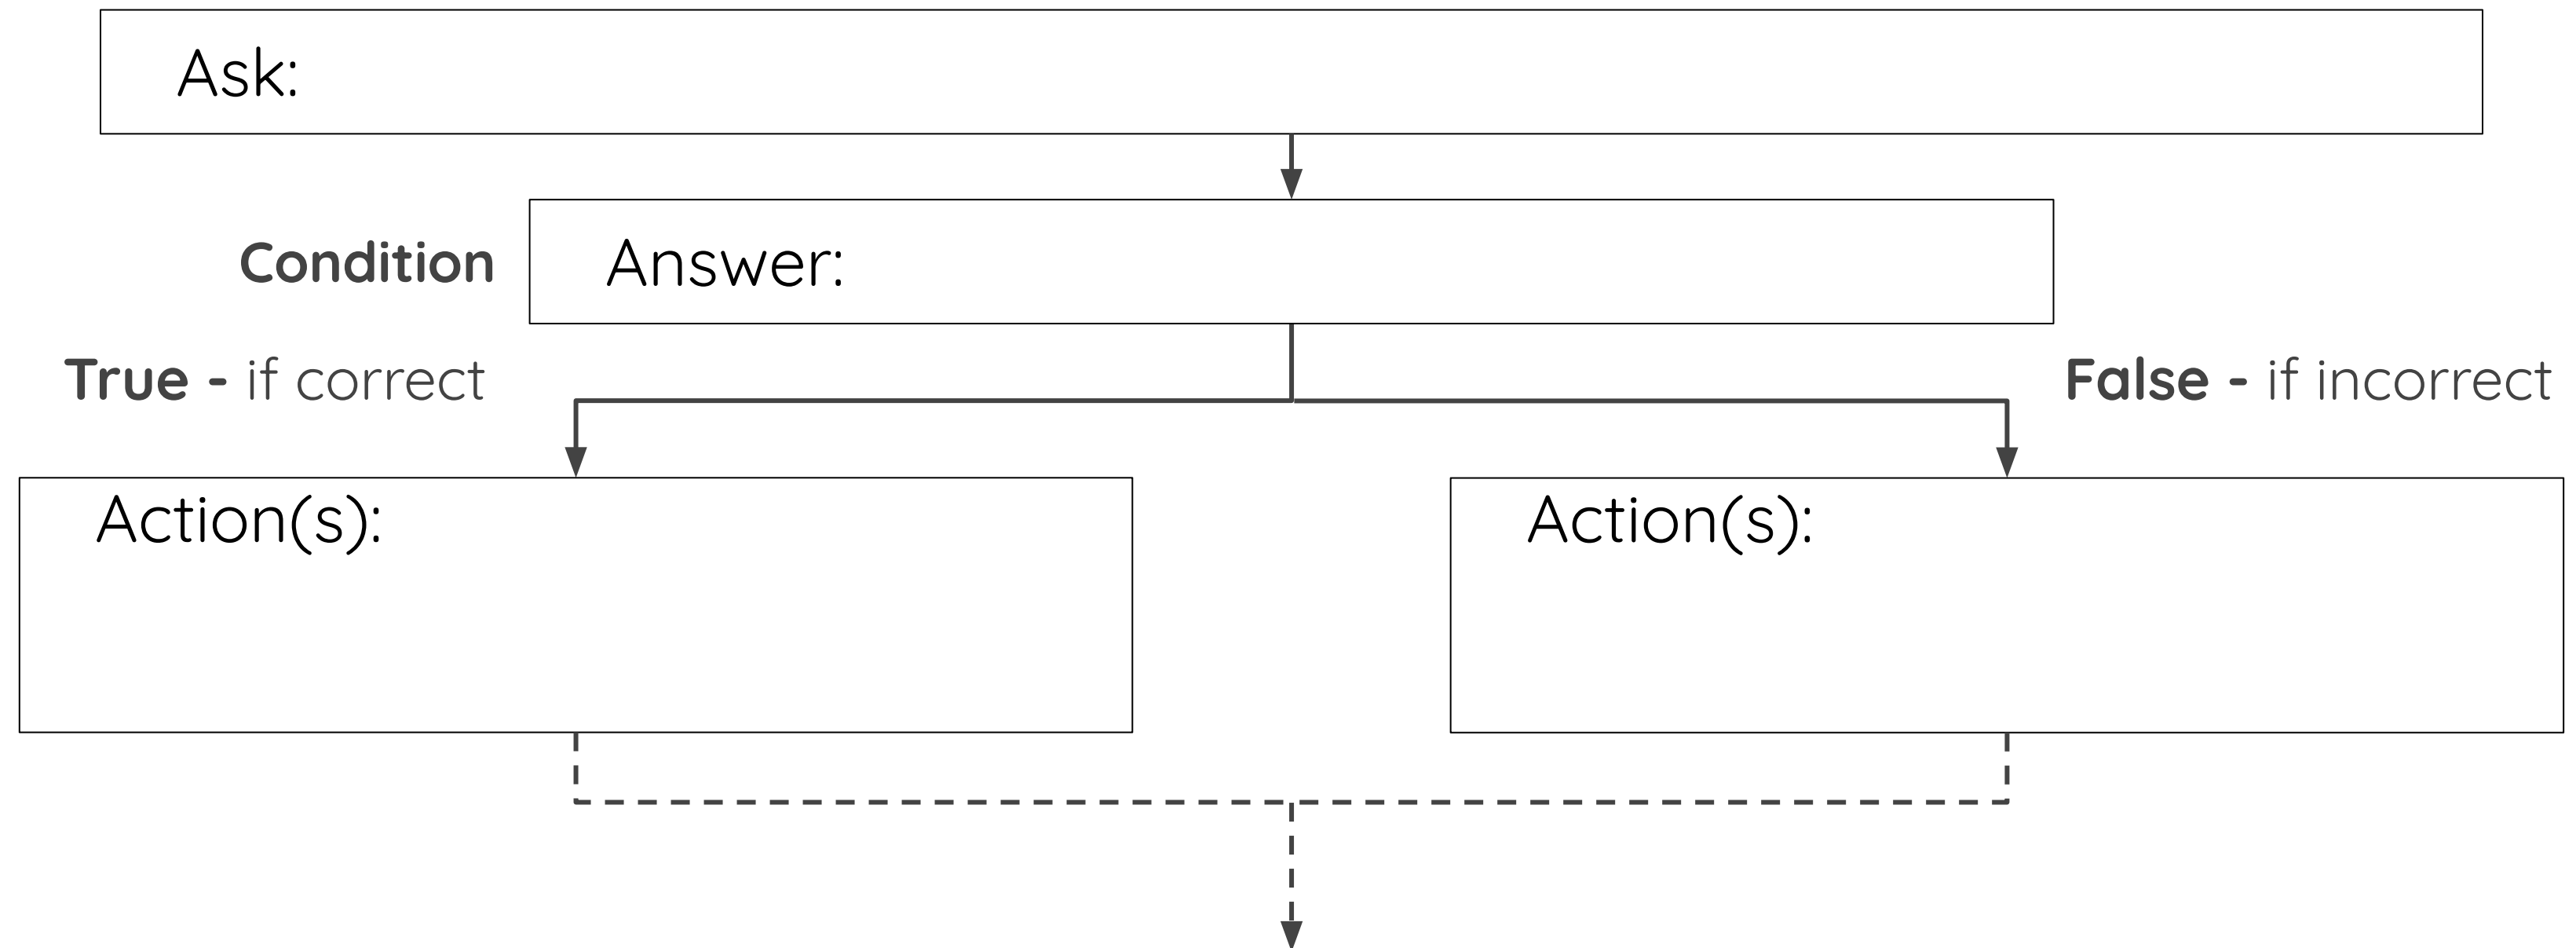 Ask:
Condition
Answer:
True - if correct
False - if incorrect
Action(s):
Action(s):